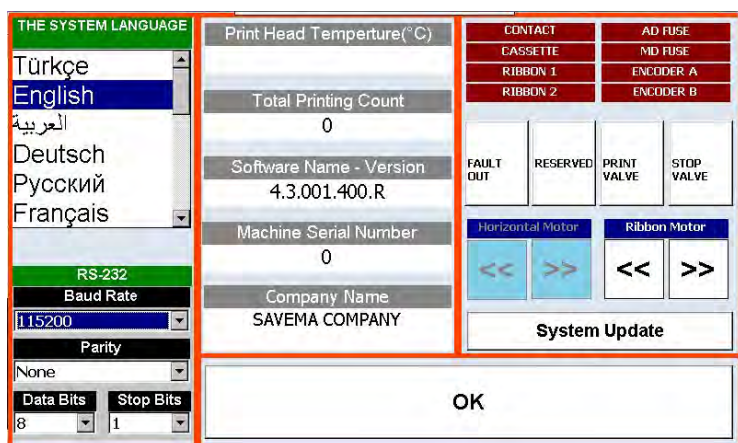 THE SYSTEM LANGUAGE
Türkçe
English
العربية
Deutsch
Русский
Français
RS-232
Baud Rate
115200
Parity
None
Data Bits Stop Bits
8 1
Print Head Temperture(°C)
Total Printing Count
0
Software Name - Version
4.3.001.400.R
Machine Serial Number
0
Company Name
SAVEMA COMPANY
CONTACT AD FUSE
CASSETTE MD FUSE
RIBBON 1 ENCODER A
RIBBON 2 ENCODER B
FAULT OUT RESERVED PRINT VALVE STOP VALVE
Horizontal Motor Ribbon Motor
<< >> << >>
System Update
OK